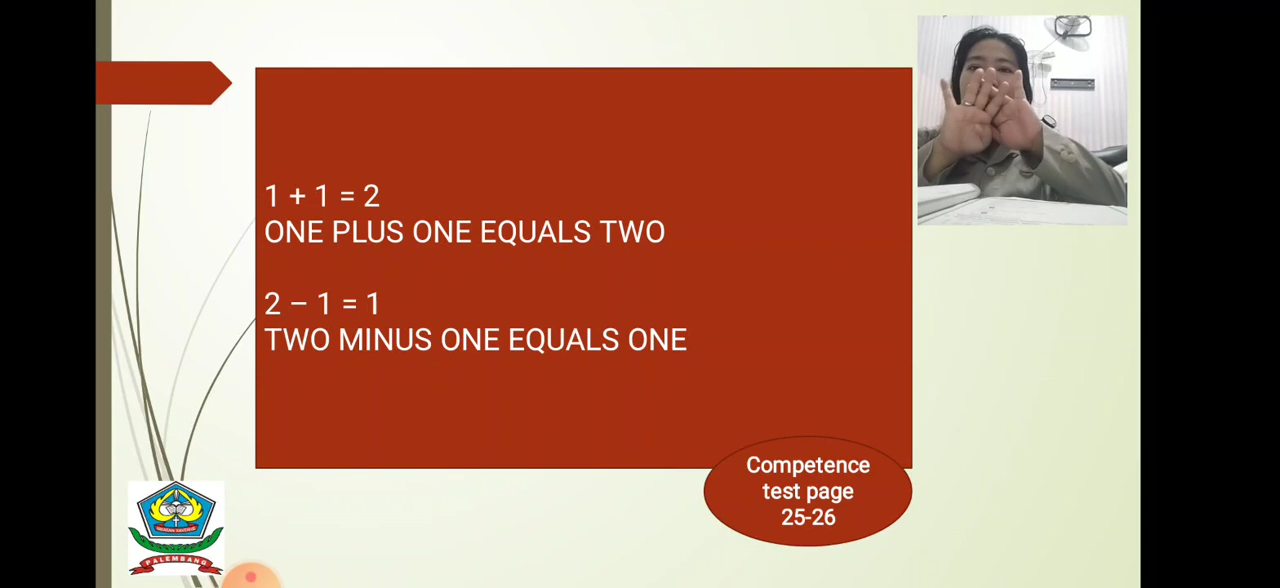 1 + 1 = 2
ONE PLUS ONE EQUALS TWO
2 – 1 = 1
TWO MINUS ONE EQUALS ONE
Competence
test page
25-26
PALEMBANG